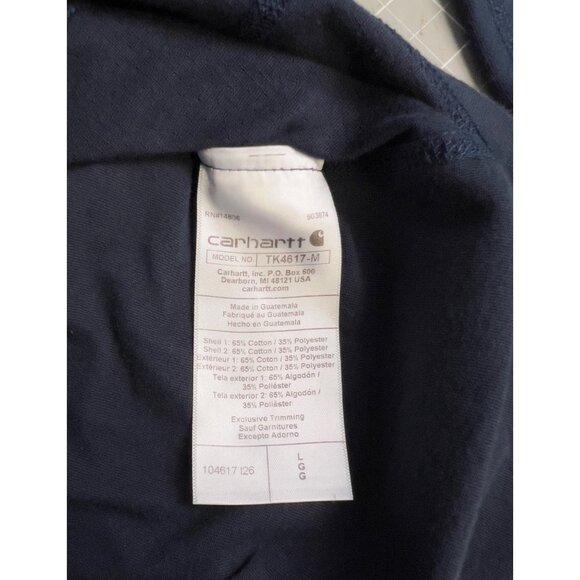 RN#14806 903874
carhartt
MODEL NO TK4617-M
Carhartt, Inc. P.O. Box 600
Dearborn, MI 48121 USA
carhartt.com
Made in Guatemala
Fabriqué au Guatemala
Hecho en Guatemala
Shell 1: 65% Cotton / 35% Polyester
Shell 2: 65% Cotton / 35% Polyester
Extérieur 1: 65% Coton / 35% Polyester
Extérieur 2: 65% Coton / 35% Polyester
Tela exterior 1: 65% Algodón /
35% Poliéster
Tela exterior 2: 65% Algodón /
35% Poliéster
Exclusive Trimming
Sauf Garnitures
Excepto Adorno
104617 I26
L
G
G